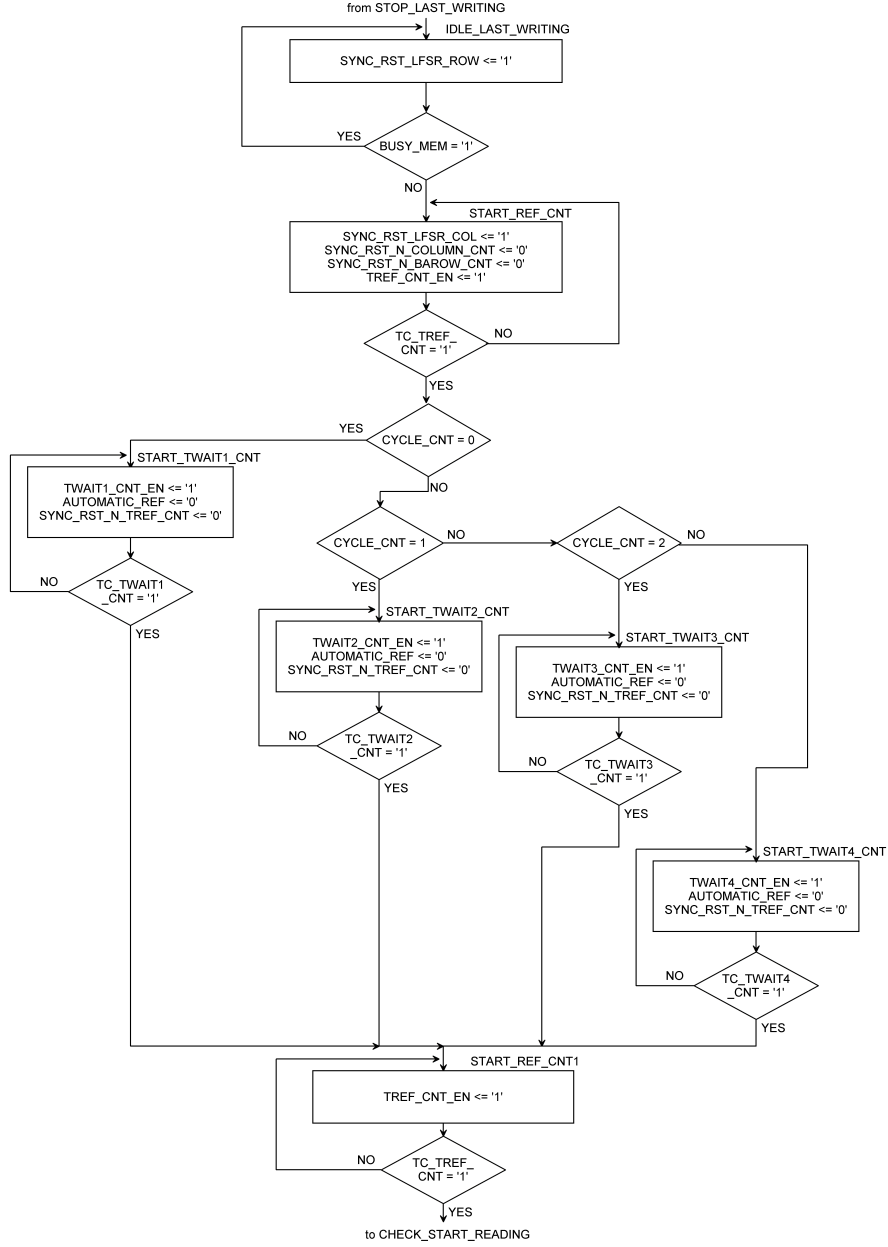 from STOP_LAST_WRITING
IDLE_LAST_WRITING
SYNC_RST_LFSR_ROW <= '1'
YES
BUSY_MEM = '1'
NO
START_REF_CNT
SYNC_RST_LFSR_COL <= '1'
SYNC_RST_N_COLUMN_CNT <= '0'
SYNC_RST_N_BAROW_CNT <= '0'
TREF_CNT_EN <= '1'
TC_TREF_
CNT = '1'
NO
YES
YES
CYCLE_CNT = 0
NO
START_TWAIT1_CNT
TWAIT1_CNT_EN <= '1'
AUTOMATIC_REF <= '0'
SYNC_RST_N_TREF_CNT <= '0'
NO
TC_TWAIT1
_CNT = '1'
YES
CYCLE_CNT = 1
NO
CYCLE_CNT = 2
NO
YES
YES
START_TWAIT2_CNT
TWAIT2_CNT_EN <= '1'
AUTOMATIC_REF <= '0'
SYNC_RST_N_TREF_CNT <= '0'
NO
TC_TWAIT2
_CNT = '1'
YES
START_TWAIT3_CNT
TWAIT3_CNT_EN <= '1'
AUTOMATIC_REF <= '0'
SYNC_RST_N_TREF_CNT <= '0'
NO
TC_TWAIT3
_CNT = '1'
YES
START_TWAIT4_CNT
TWAIT4_CNT_EN <= '1'
AUTOMATIC_REF <= '0'
SYNC_RST_N_TREF_CNT <= '0'
NO
TC_TWAIT4
_CNT = '1'
YES
START_REF_CNT1
TREF_CNT_EN <= '1'
NO
TC_TREF_
CNT = '1'
YES
to CHECK_START_READING